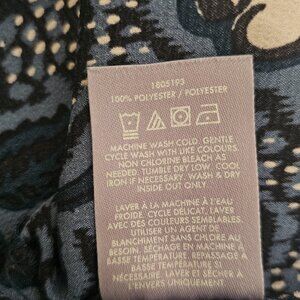 1805193
100% POLYESTER / POLYESTER
MACHINE WASH COLD, GENTLE
CYCLE WASH WITH LIKE COLOURS.
NON CHLORINE BLEACH AS
NEEDED. TUMBLE DRY LOW. COOL
IRON IF NECESSARY. WASH & DRY
INSIDE OUT ONLY
LAVER À LA MACHINE À L'EAU
FROIDE, CYCLE DÉLICAT, LAVER
AVEC DES COULEURS SEMBLABLES.
UTILISER UN AGENT DE
BLANCHIMENT SANS CHLORE AU
BESOIN. SÉCHAGE EN MACHINE À
BASSE TEMPÉRATURE. REPASSAGE À
BASSE TEMPÉRATURE SI
NÉCESSAIRE. LAVER ET SÉCHER
À L'ENVERS UNIQUEMENT